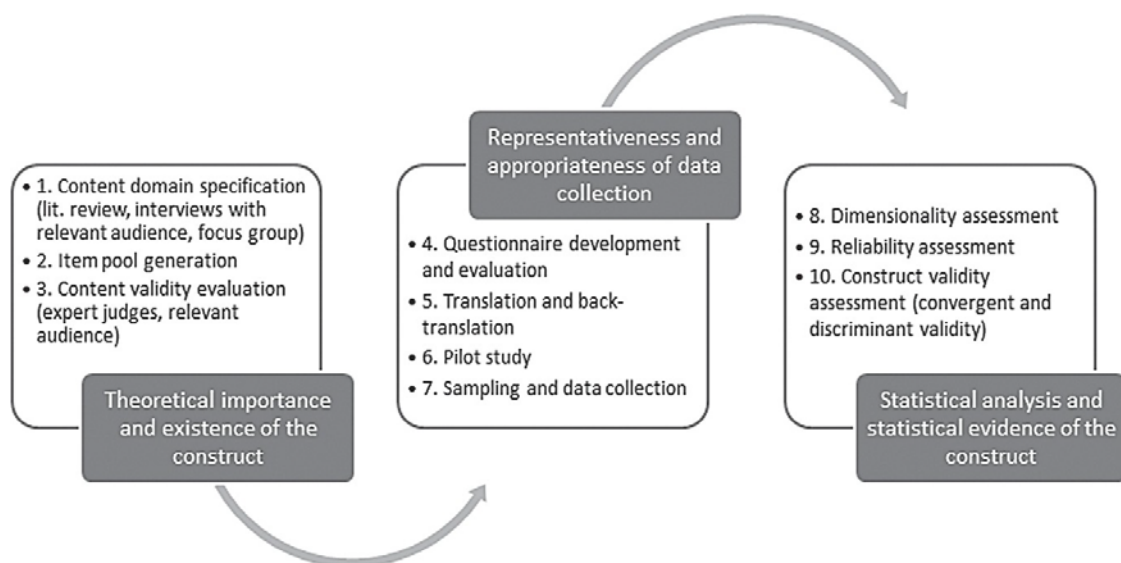 • 1. Content domain specification
(lit. review, interviews with
relevant audience, focus group)
• 2. Item pool generation
• 3. Content validity evaluation
(expert judges, relevant
audience)
Theoretical importance
and existence of the
construct
Representativeness and
appropriateness of data
collection
• 4. Questionnaire development
and evaluation
• 5. Translation and back-
translation
• 6. Pilot study
• 7. Sampling and data collection
• 8. Dimensionality assessment
• 9. Reliability assessment
• 10. Construct validity
assessment (convergent and
discriminant validity)
Statistical analysis and
statistical evidence of the
construct